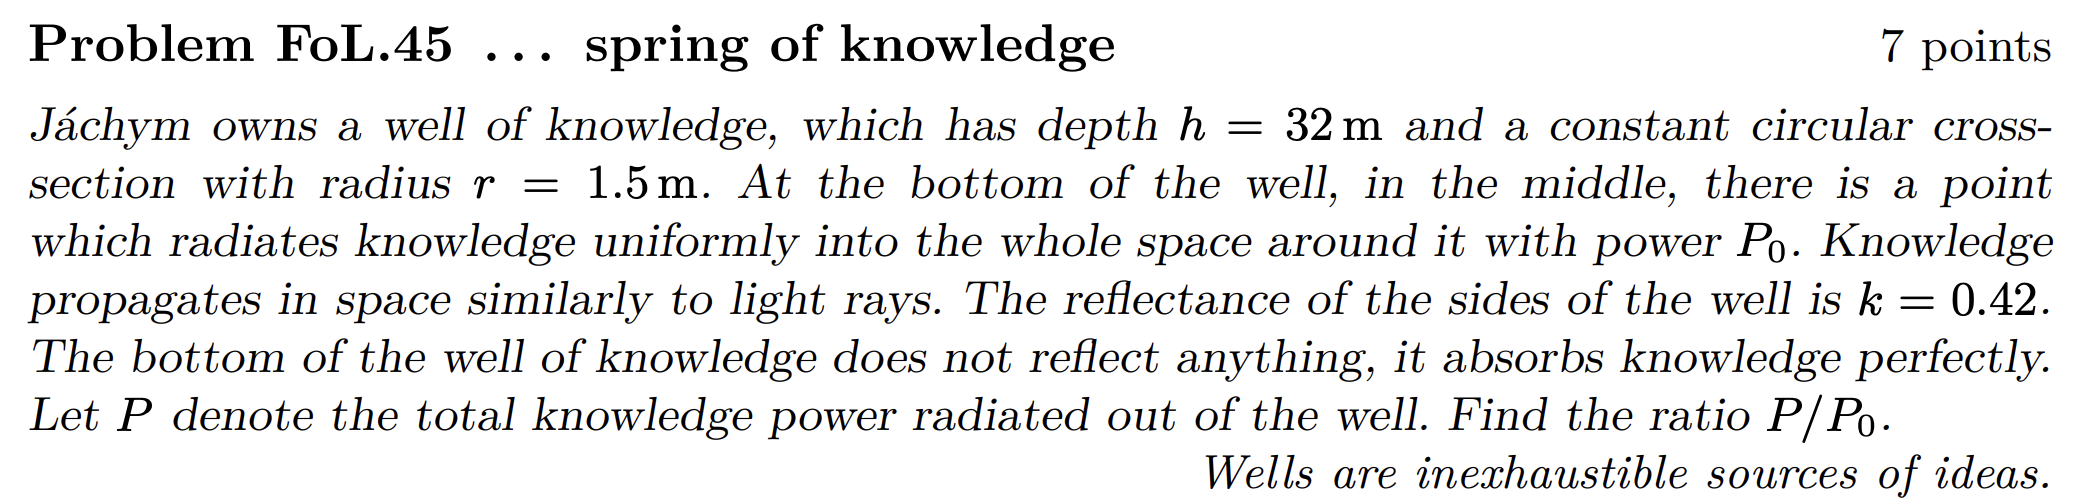 Problem FoL.45 ... spring of knowledge 7 points
Jáchym owns a well of knowledge, which has depth h = 32 m and a constant circular cross-
section with radius r = 1.5 m. At the bottom of the well, in the middle, there is a point
which radiates knowledge uniformly into the whole space around it with power P₀. Knowledge
propagates in space similarly to light rays. The reflectance of the sides of the well is k = 0.42.
The bottom of the well of knowledge does not reflect anything, it absorbs knowledge perfectly.
Let P denote the total knowledge power radiated out of the well. Find the ratio P/P₀.
Wells are inexhaustible sources of ideas.